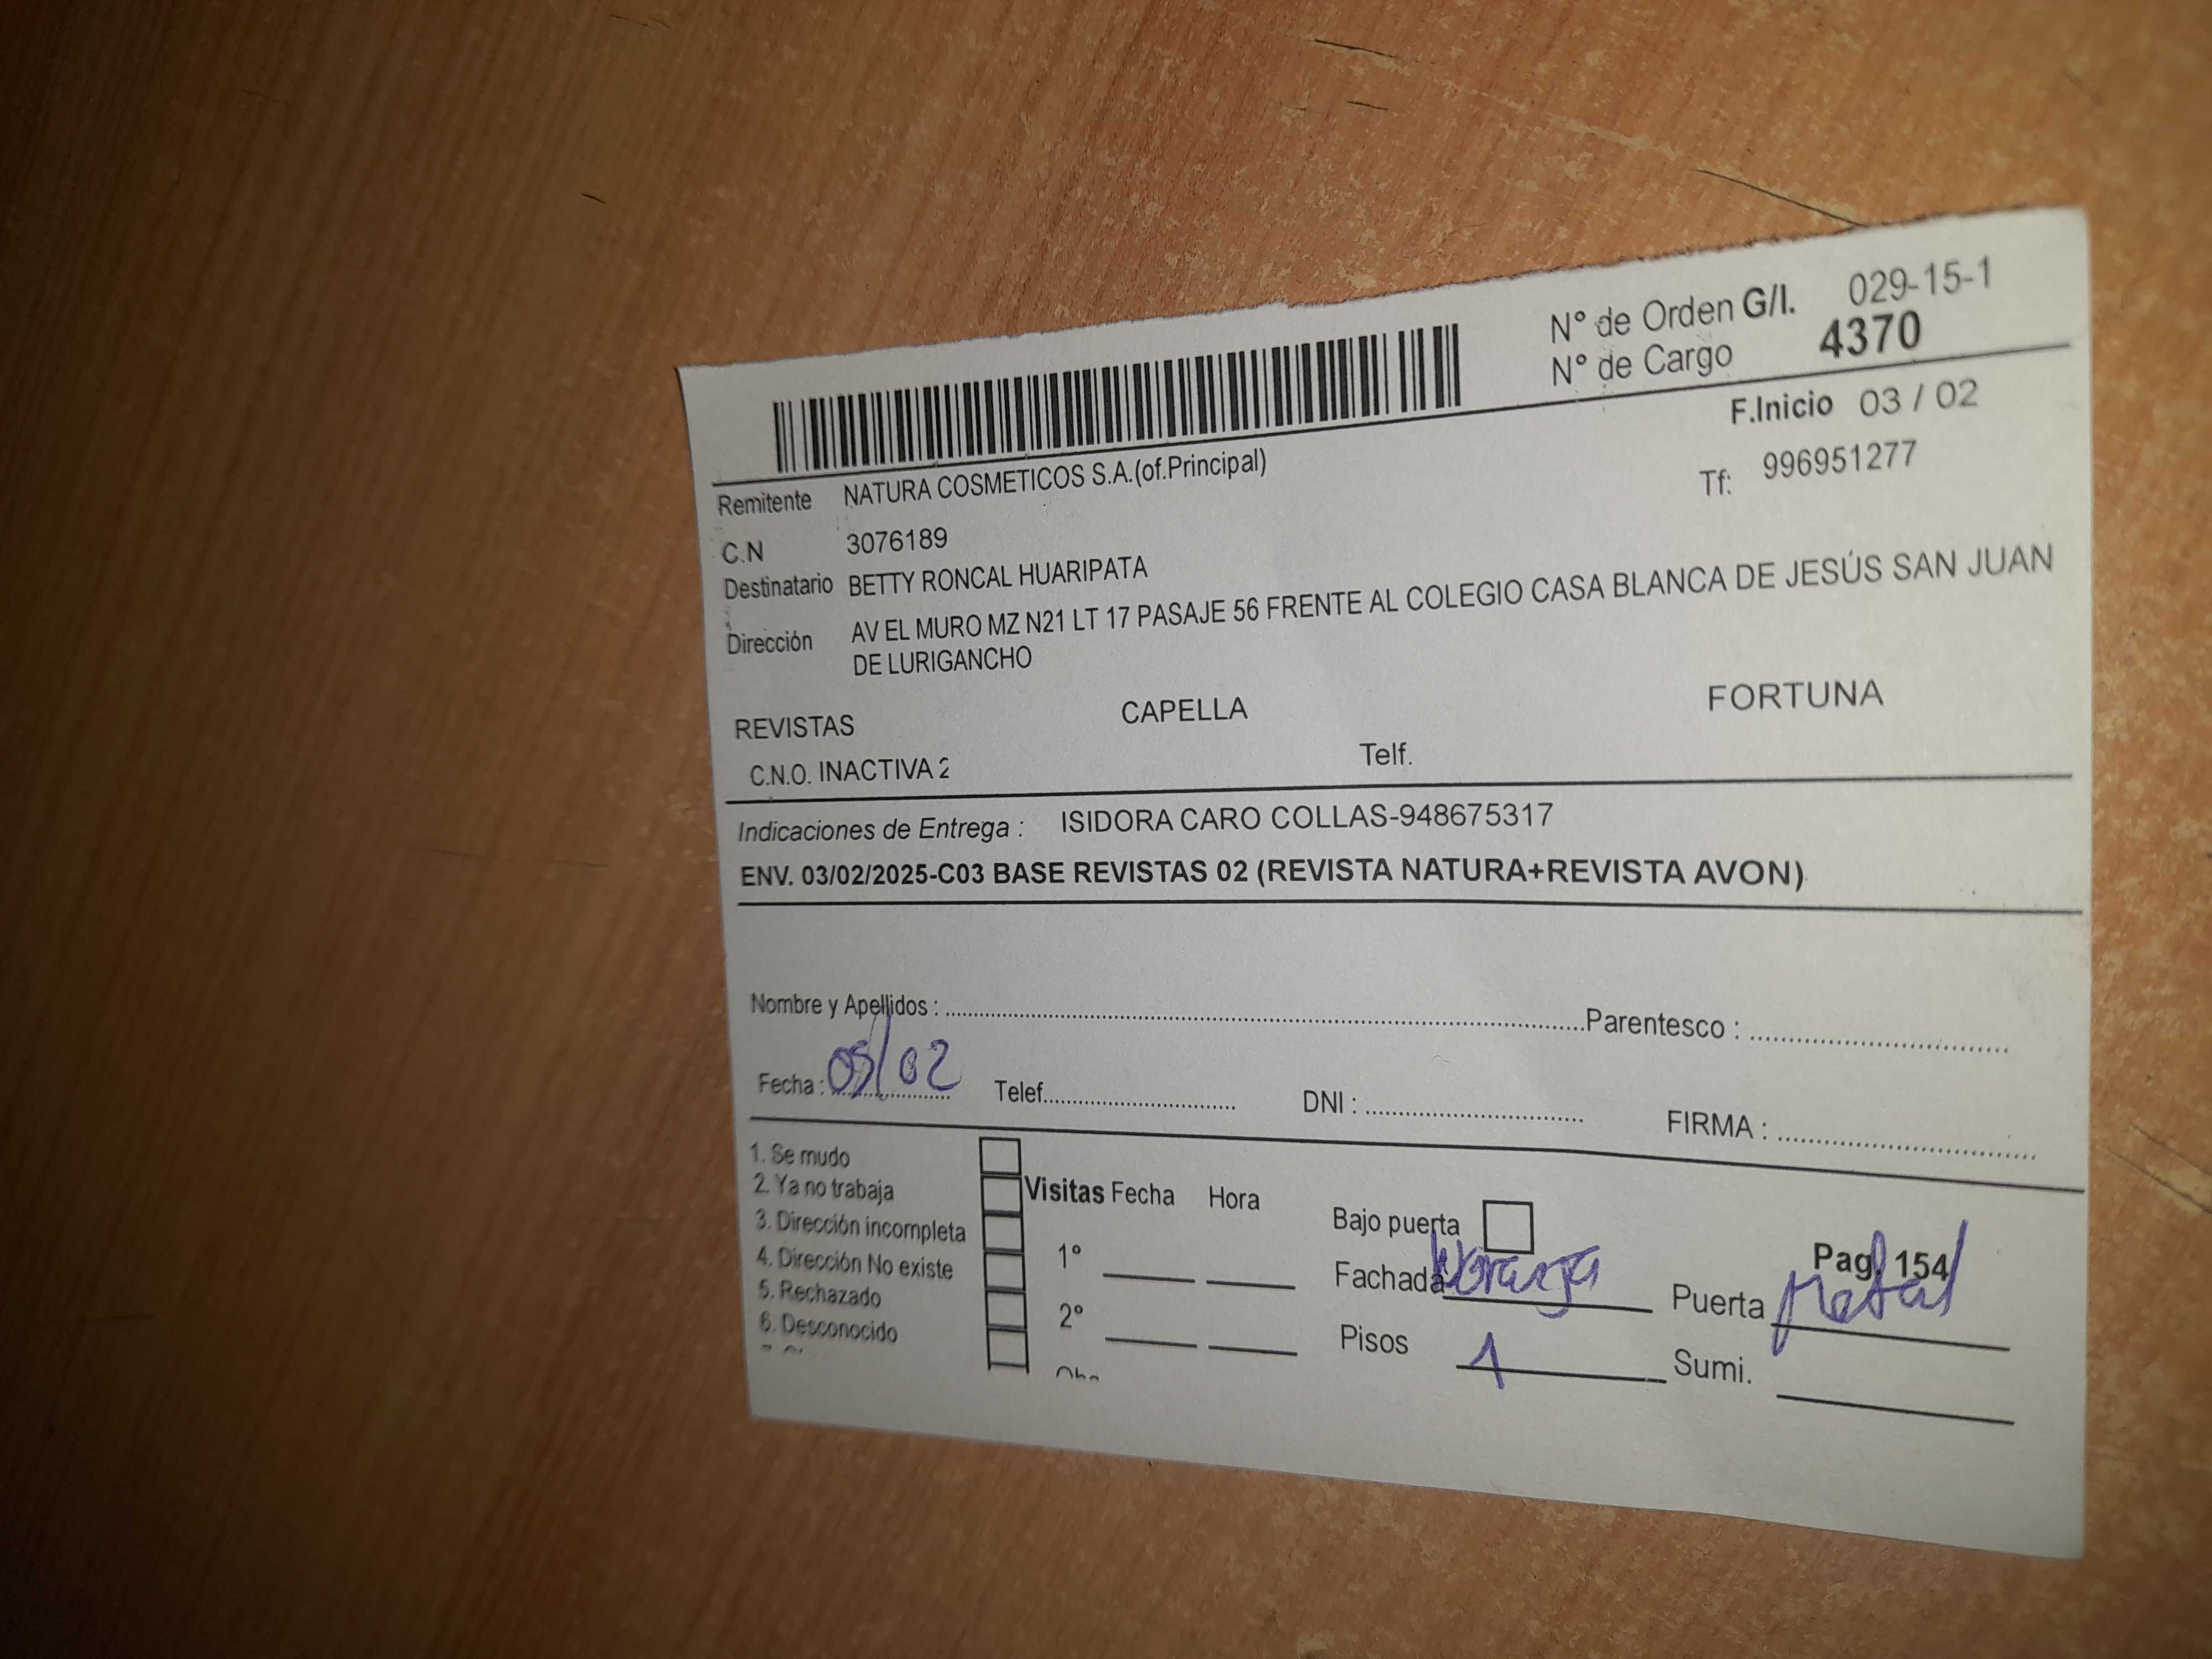 N° de Orden G/I. 029-15-1
N° de Cargo 4370
F.Inicio 03 / 02
Remitente NATURA COSMETICOS S.A.(of.Principal)
Tf: 996951277
C.N 3076189
Destinatario BETTY RONCAL HUARIPATA
Dirección AV EL MURO MZ N21 LT 17 PASAJE 56 FRENTE AL COLEGIO CASA BLANCA DE JESÚS SAN JUAN
DE LURIGANCHO
REVISTAS CAPELLA FORTUNA
C.N.O. INACTIVA 2 Telf.
Indicaciones de Entrega : ISIDORA CARO COLLAS-948675317
ENV. 03/02/2025-C03 BASE REVISTAS 02 (REVISTA NATURA+REVISTA AVON)
Nombre y Apellidos : Parentesco :
Fecha : 05/02 Telef. DNI : FIRMA :
1. Se mudo
2. Ya no trabaja
3. Dirección incompleta
4. Dirección No existe
5. Rechazado
6. Desconocido
Visitas Fecha Hora
1°
2°
Bajo puerta
Pag. 154
Fachada Naranja Puerta Metal
Pisos 1 Sumi.